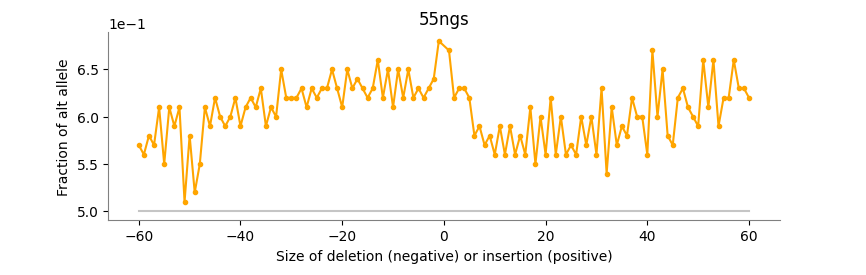 55ngs
1e−1
6.5
6.0
5.5
5.0
Fraction of alt allele
−60 −40 −20 0 20 40 60
Size of deletion (negative) or insertion (positive)